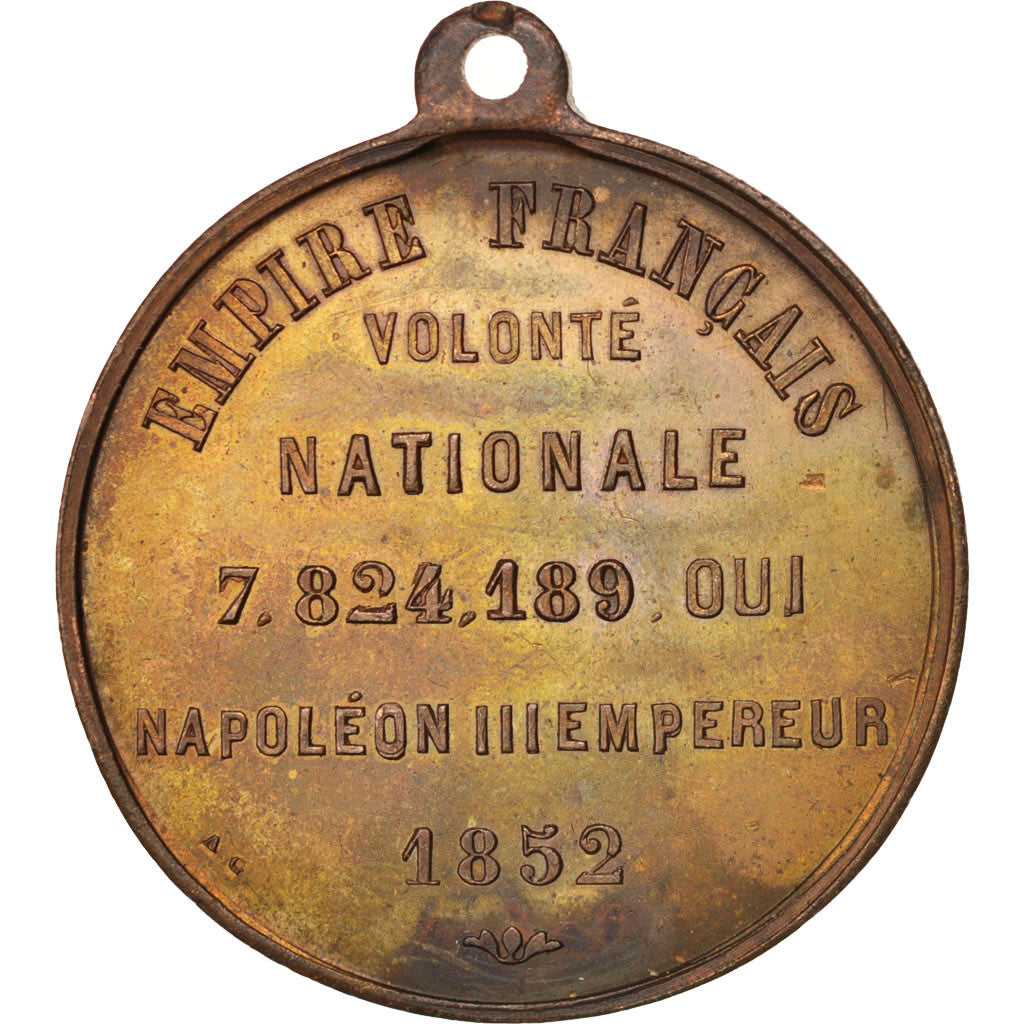 EMPIRE FRANÇAIS
VOLONTÉ
NATIONALE
7.824.189. OUI
NAPOLÉON III EMPEREUR
A C
1852